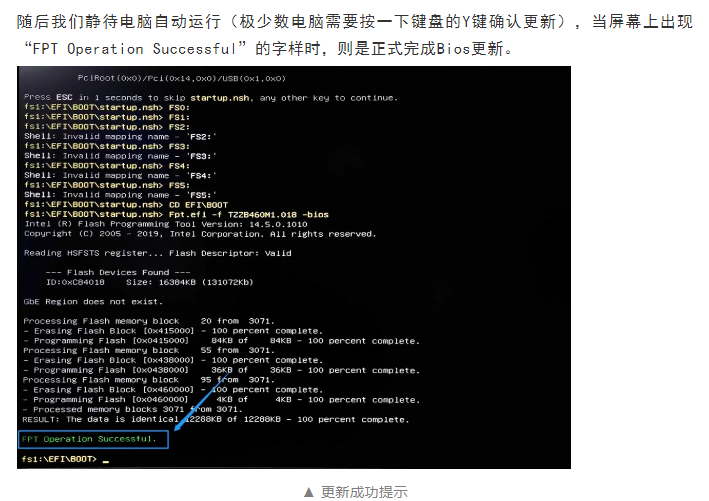 随后我们静待电脑自动运行（极少数电脑需要按一下键盘的Y键确认更新），当屏幕上出现
“FPT Operation Successful”的字样时，则是正式完成Bios更新。
PciRoot(0x0)/Pci(0x14,0x0)/USB(0x1,0x0)
Press ESC in 1 seconds to skip startup.nsh, any other key to continue.
fs1:\EFI\BOOT\startup.nsh> FS0:
fs1:\EFI\BOOT\startup.nsh> FS1:
fs1:\EFI\BOOT\startup.nsh> FS2:
Shell: Invalid mapping name - 'FS2:'
fs1:\EFI\BOOT\startup.nsh> FS3:
Shell: Invalid mapping name - 'FS3:'
fs1:\EFI\BOOT\startup.nsh> FS4:
Shell: Invalid mapping name - 'FS4:'
fs1:\EFI\BOOT\startup.nsh> FS5:
Shell: Invalid mapping name - 'FS5:'
fs1:\EFI\BOOT\startup.nsh> CD EFI\BOOT
fs1:\EFI\BOOT\startup.nsh> Fpt.efi -f TZZB460M1.018 -bios
Intel (R) Flash Programming Tool Version: 14.5.0.1010
Copyright (C) 2005 - 2019, Intel Corporation. All rights reserved.
Reading HSFSTS register... Flash Descriptor: Valid
--- Flash Devices Found ---
ID:0xC84018 Size: 16384KB (131072Kb)
GbE Region does not exist.
Processing Flash memory block 20 from 3071.
- Erasing Flash Block [0x415000] - 100 percent complete.
- Programming Flash [0x0415000] 84KB of 84KB - 100 percent complete.
Processing Flash memory block 55 from 3071.
- Erasing Flash Block [0x438000] - 100 percent complete.
- Programming Flash [0x0438000] 36KB of 36KB - 100 percent complete.
Processing Flash memory block 95 from 3071.
- Erasing Flash Block [0x460000] - 100 percent complete.
- Programming Flash [0x0460000] 4KB of 4KB - 100 percent complete.
- Processed memory blocks 3071 from 3071.
RESULT: The data is identical 12288KB of 12288KB - 100 percent complete.
FPT Operation Successful.
fs1:\EFI\BOOT> _
▲ 更新成功提示